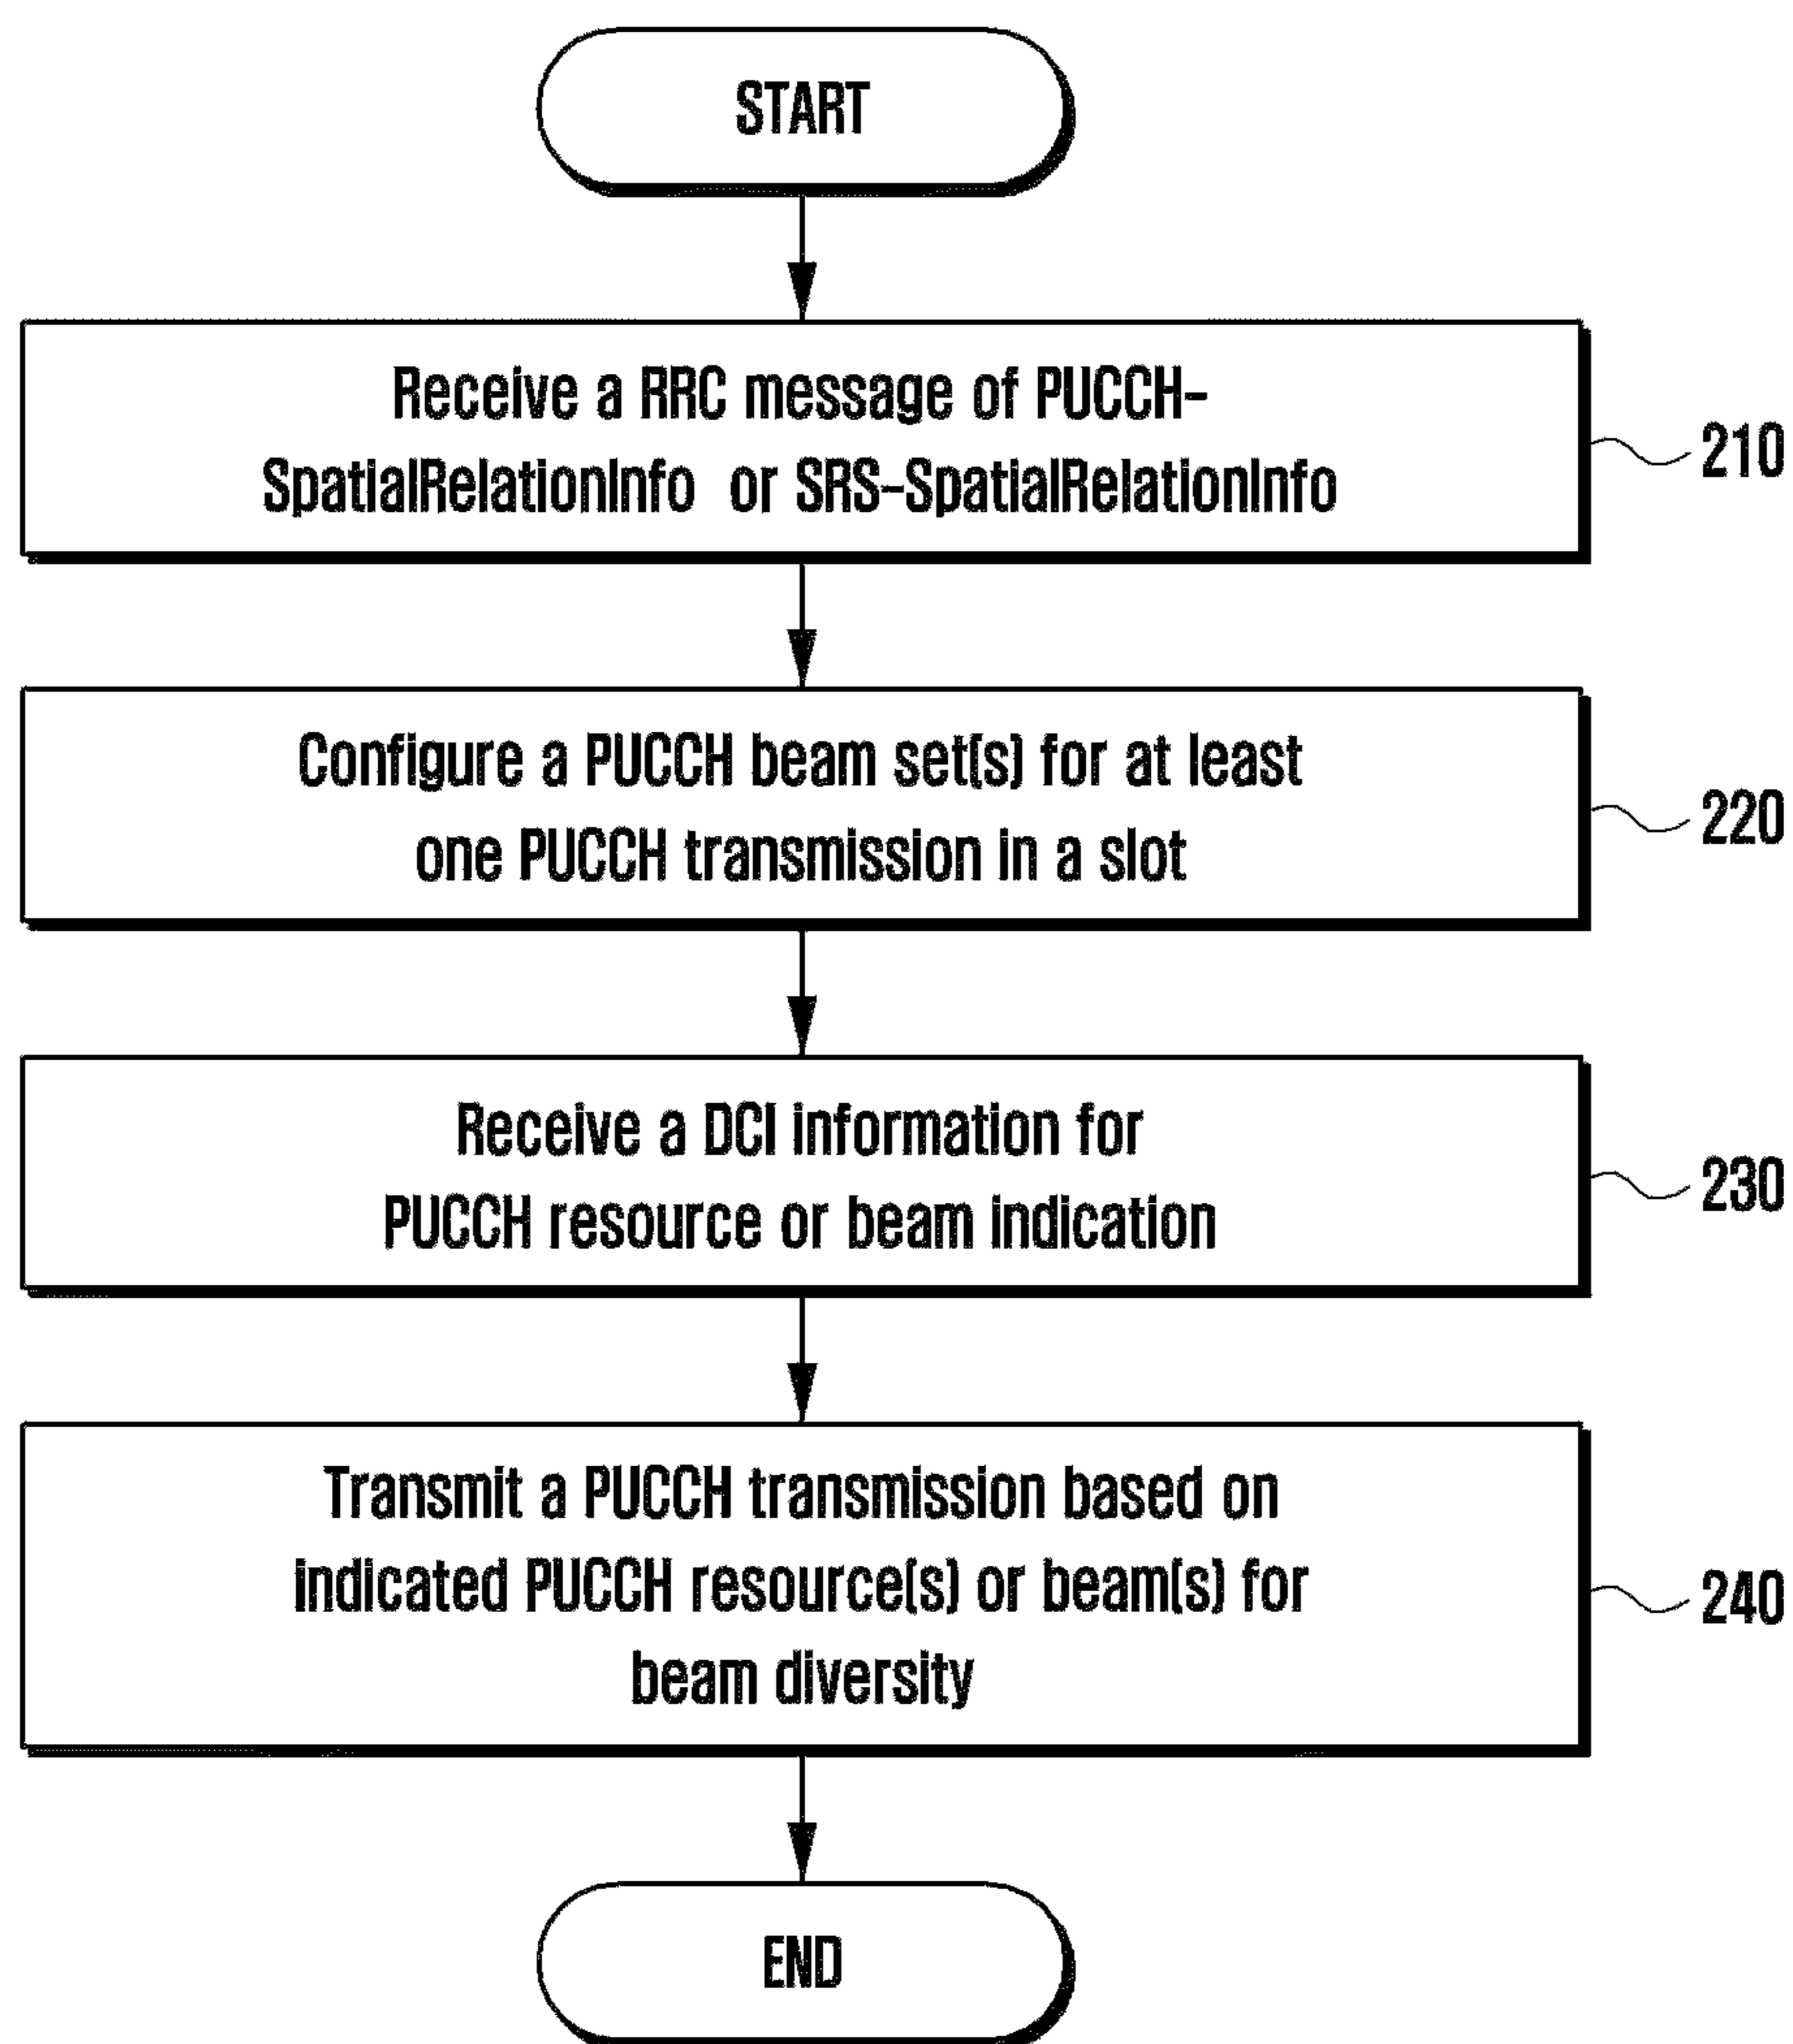 START
Receive a RRC message of PUCCH-
SpatialRelationInfo or SRS-SpatialRelationInfo
210
Configure a PUCCH beam set(s) for at least
one PUCCH transmission in a slot
220
Receive a DCI information for
PUCCH resource or beam indication
230
Transmit a PUCCH transmission based on
indicated PUCCH resource(s) or beam(s) for
beam diversity
240
END